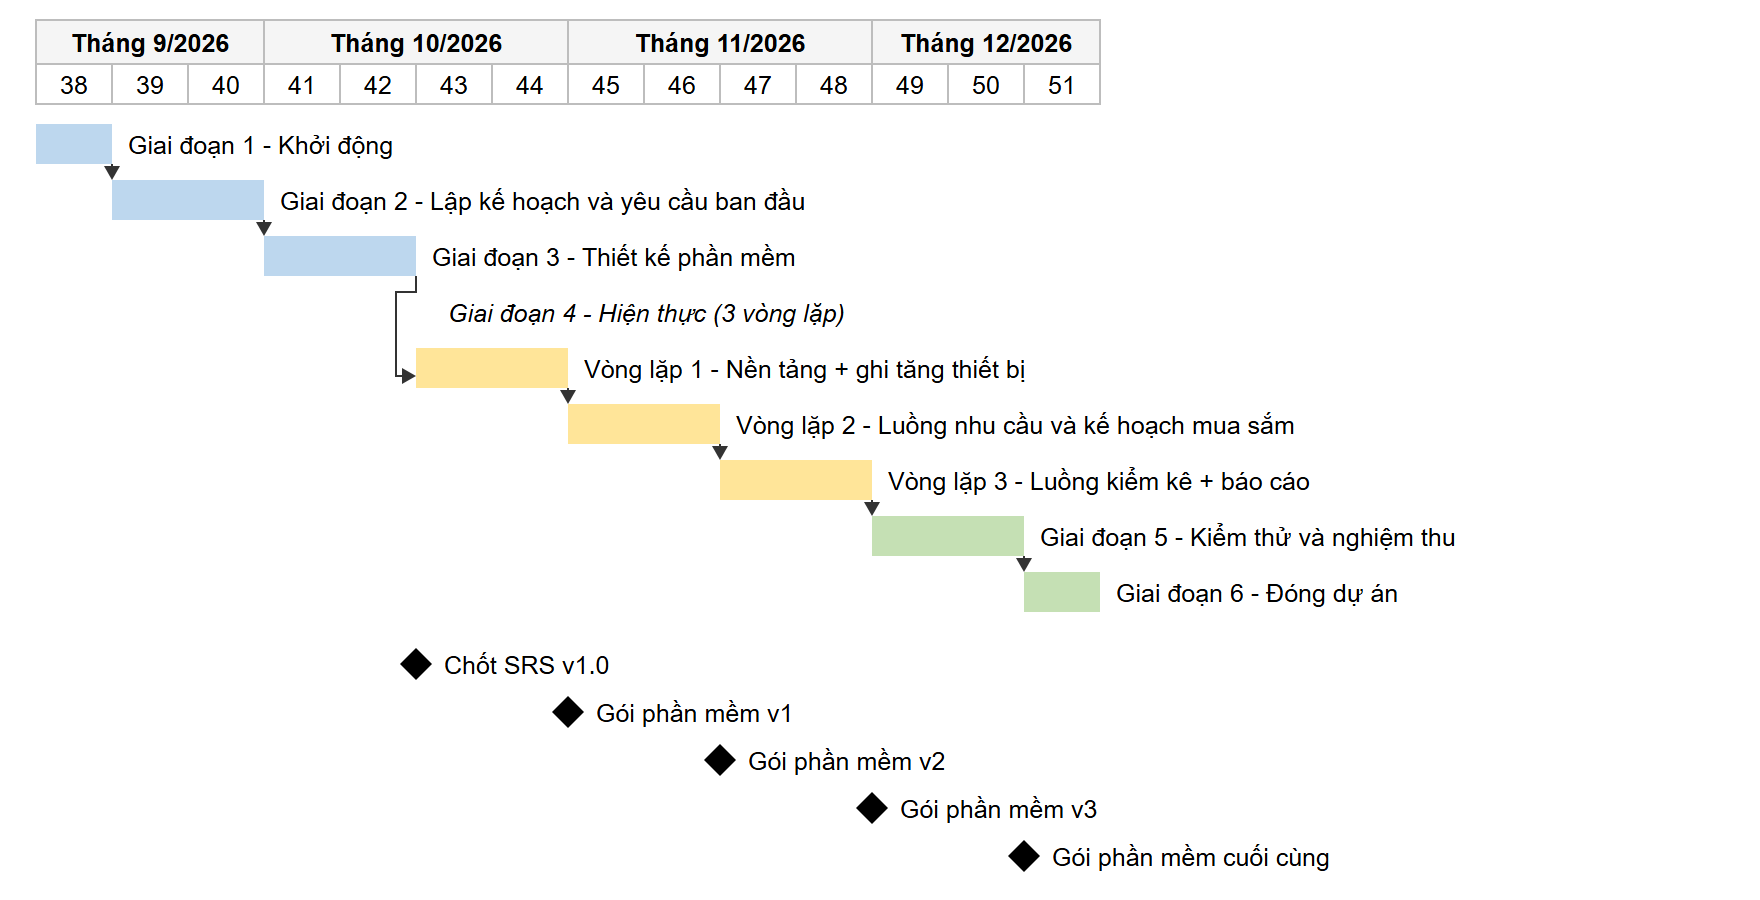 Tháng 9/2026 Tháng 10/2026 Tháng 11/2026 Tháng 12/2026
38 39 40 41 42 43 44 45 46 47 48 49 50 51
Giai đoạn 1 - Khởi động
Giai đoạn 2 - Lập kế hoạch và yêu cầu ban đầu
Giai đoạn 3 - Thiết kế phần mềm
Giai đoạn 4 - Hiện thực (3 vòng lặp)
Vòng lặp 1 - Nền tảng + ghi tăng thiết bị
Vòng lặp 2 - Luồng nhu cầu và kế hoạch mua sắm
Vòng lặp 3 - Luồng kiểm kê + báo cáo
Giai đoạn 5 - Kiểm thử và nghiệm thu
Giai đoạn 6 - Đóng dự án
Chốt SRS v1.0
Gói phần mềm v1
Gói phần mềm v2
Gói phần mềm v3
Gói phần mềm cuối cùng